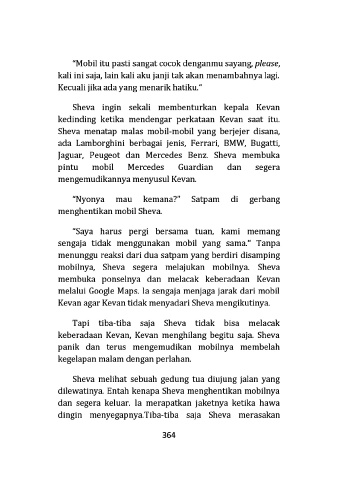 “Mobil itu pasti sangat cocok denganmu sayang, please,
kali ini saja, lain kali aku janji tak akan menambahnya lagi.
Kecuali jika ada yang menarik hatiku.”
Sheva ingin sekali membenturkan kepala Kevan
kedinding ketika mendengar perkataan Kevan saat itu.
Sheva menatap malas mobil-mobil yang berjejer disana,
ada Lamborghini berbagai jenis, Ferrari, BMW, Bugatti,
Jaguar, Peugeot dan Mercedes Benz. Sheva membuka
pintu mobil Mercedes Guardian dan segera
mengemudikannya menyusul Kevan.
“Nyonya mau kemana?” Satpam di gerbang
menghentikan mobil Sheva.
“Saya harus pergi bersama tuan, kami memang
sengaja tidak menggunakan mobil yang sama.” Tanpa
menunggu reaksi dari dua satpam yang berdiri disamping
mobilnya, Sheva segera melajukan mobilnya. Sheva
membuka ponselnya dan melacak keberadaan Kevan
melalui Google Maps. Ia sengaja menjaga jarak dari mobil
Kevan agar Kevan tidak menyadari Sheva mengikutinya.
Tapi tiba-tiba saja Sheva tidak bisa melacak
keberadaan Kevan, Kevan menghilang begitu saja. Sheva
panik dan terus mengemudikan mobilnya membelah
kegelapan malam dengan perlahan.
Sheva melihat sebuah gedung tua diujung jalan yang
dilewatinya. Entah kenapa Sheva menghentikan mobilnya
dan segera keluar. Ia merapatkan jaketnya ketika hawa
dingin menyegapnya.Tiba-tiba saja Sheva merasakan
364